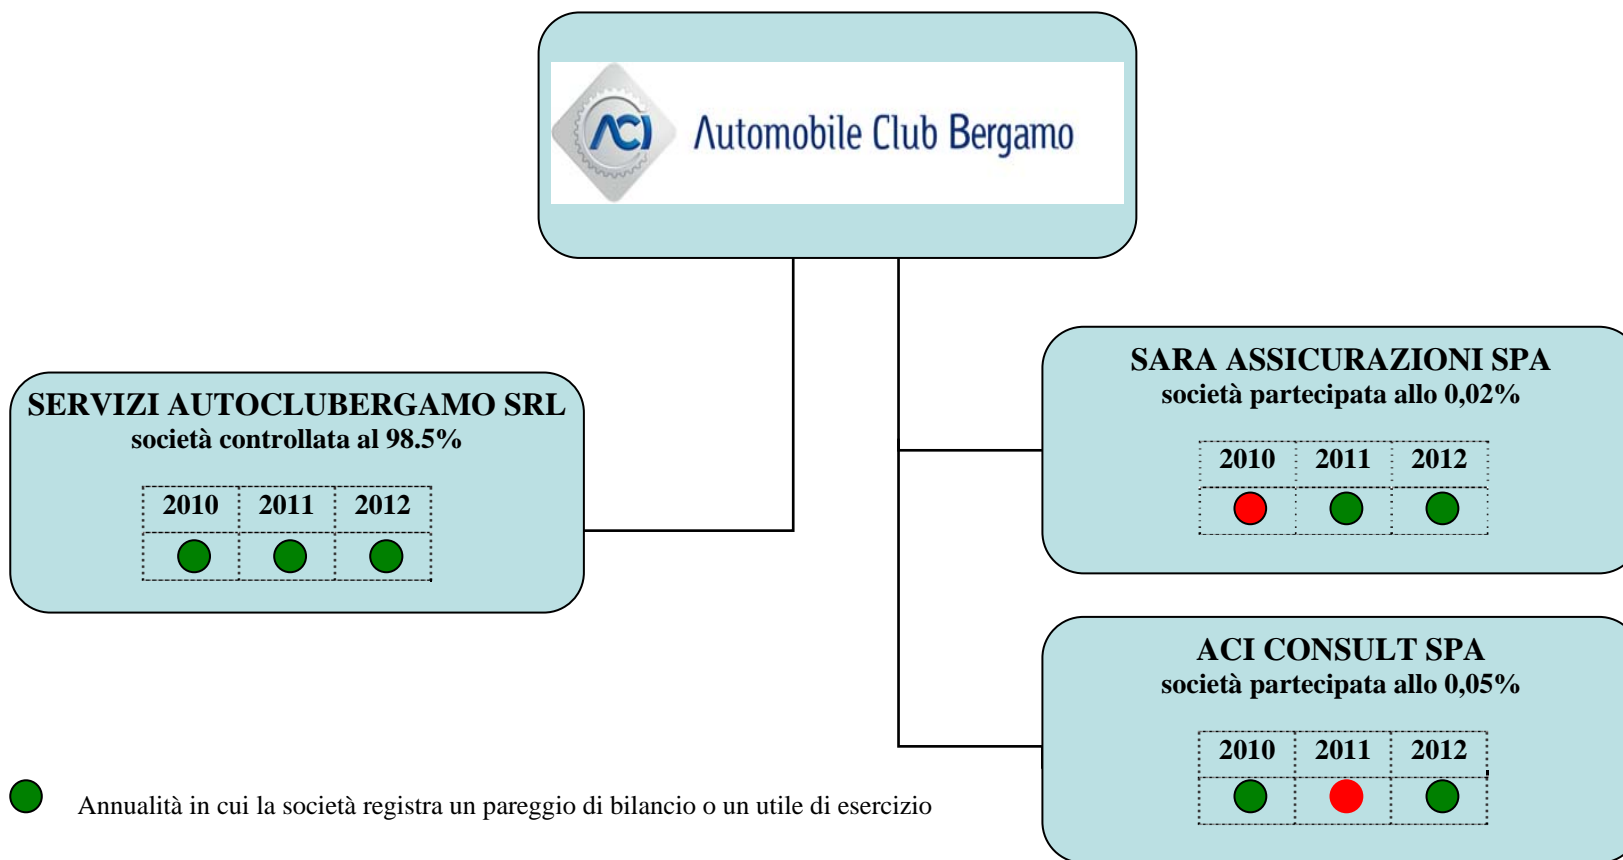 ACI Automobile Club Bergamo
SERVIZI AUTOCLUBERGAMO SRL
società controllata al 98.5%
2010 2011 2012
SARA ASSICURAZIONI SPA
società partecipata allo 0,02%
2010 2011 2012
ACI CONSULT SPA
società partecipata allo 0,05%
2010 2011 2012
Annualità in cui la società registra un pareggio di bilancio o un utile di esercizio